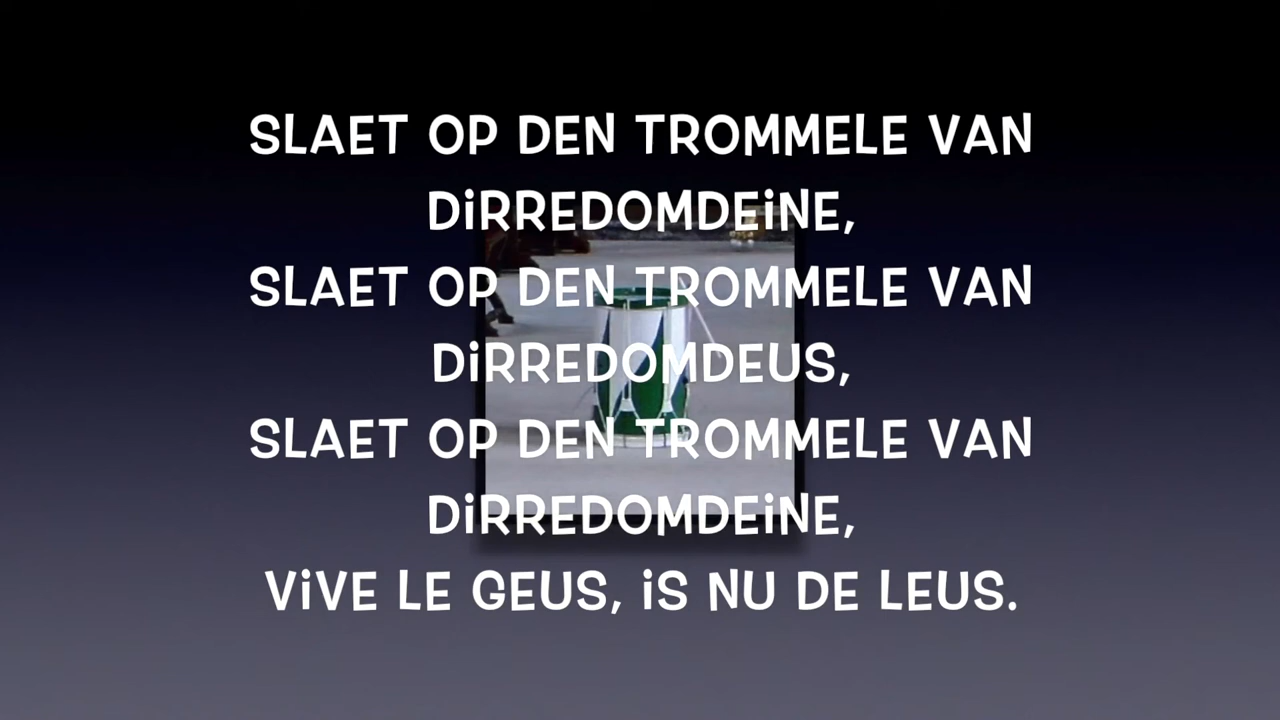 SLAET OP DEN TROMMELE VAN
DiRREDOMDEiNE,
SLAET OP DEN TROMMELE VAN
DiRREDOMDEUS,
SLAET OP DEN TROMMELE VAN
DiRREDOMDEiNE,
ViVE LE GEUS, iS NU DE LEUS.